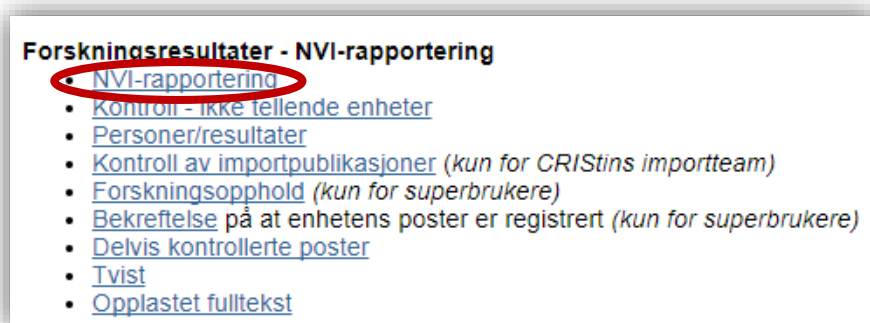 Forskningsresultater - NVI-rapportering
• NVI-rapportering
• Kontroll - ikke tellende enheter
• Personer/resultater
• Kontroll av importpublikasjoner (kun for CRIStins importteam)
• Forskningsopphold (kun for superbrukere)
• Bekreftelse på at enhetens poster er registrert (kun for superbrukere)
• Delvis kontrollerte poster
• Tvist
• Opplastet fulltekst